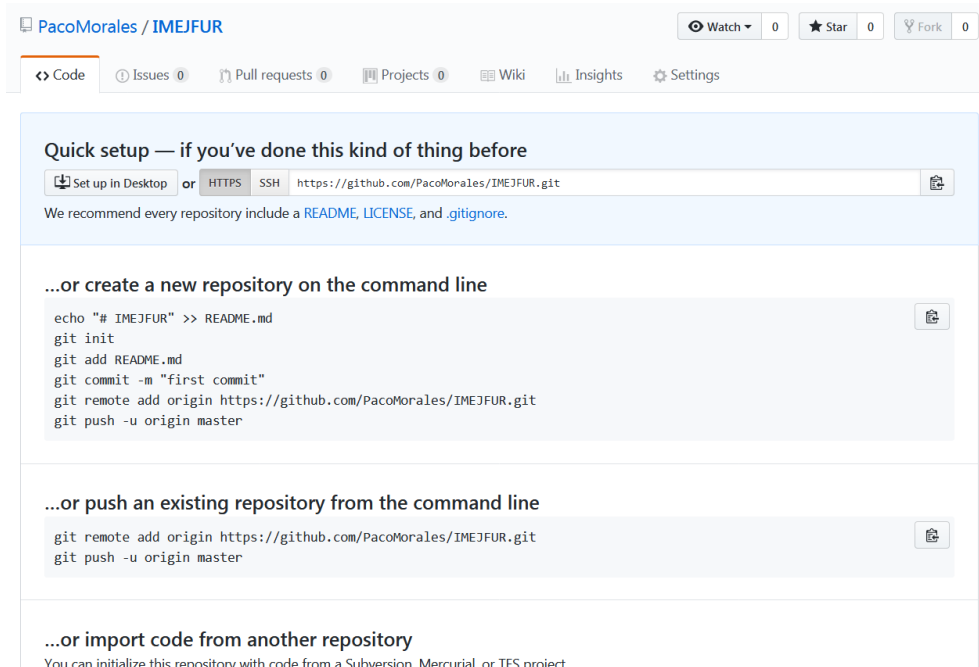 PacoMorales / IMEJFUR
Watch 0 Star 0 Fork 0
Code Issues 0 Pull requests 0 Projects 0 Wiki Insights Settings
Quick setup — if you’ve done this kind of thing before
Set up in Desktop or HTTPS SSH https://github.com/PacoMorales/IMEJFUR.git
We recommend every repository include a README, LICENSE, and .gitignore.
…or create a new repository on the command line
echo "# IMEJFUR" >> README.md
git init
git add README.md
git commit -m "first commit"
git remote add origin https://github.com/PacoMorales/IMEJFUR.git
git push -u origin master
…or push an existing repository from the command line
git remote add origin https://github.com/PacoMorales/IMEJFUR.git
git push -u origin master
…or import code from another repository
You can initialize this repository with code from a Subversion, Mercurial, or TFS project.